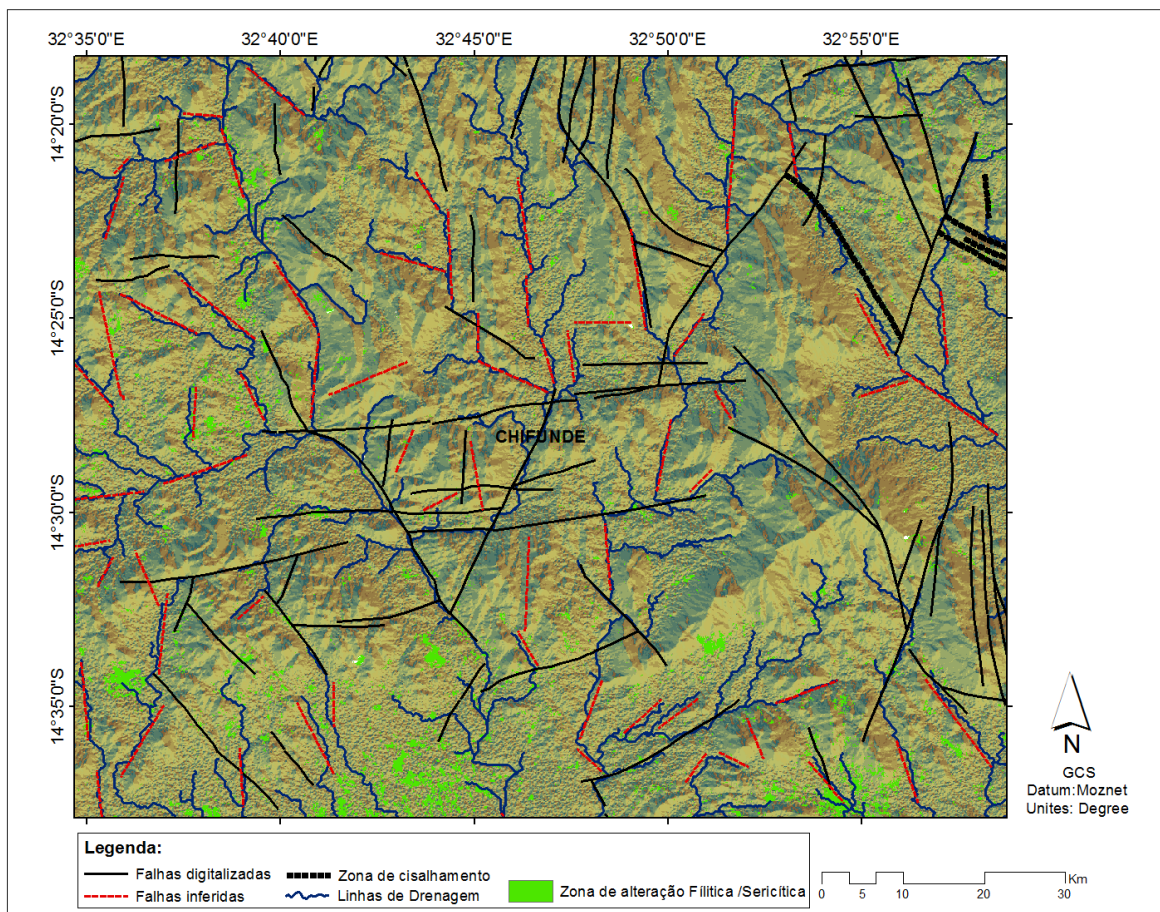 32°35'0"E 32°40'0"E 32°45'0"E 32°50'0"E 32°55'0"E
14°20'0"S
14°25'0"S
CHIFUNDE
14°30'0"S
14°35'0"S
N
GCS
Datum:Moznet
Unites: Degree
Legenda:
Falhas digitalizadas Zona de cisalhamento
Falhas inferidas Linhas de Drenagem Zona de alteração Fílitica /Sericítica
Km
0 5 10 20 30